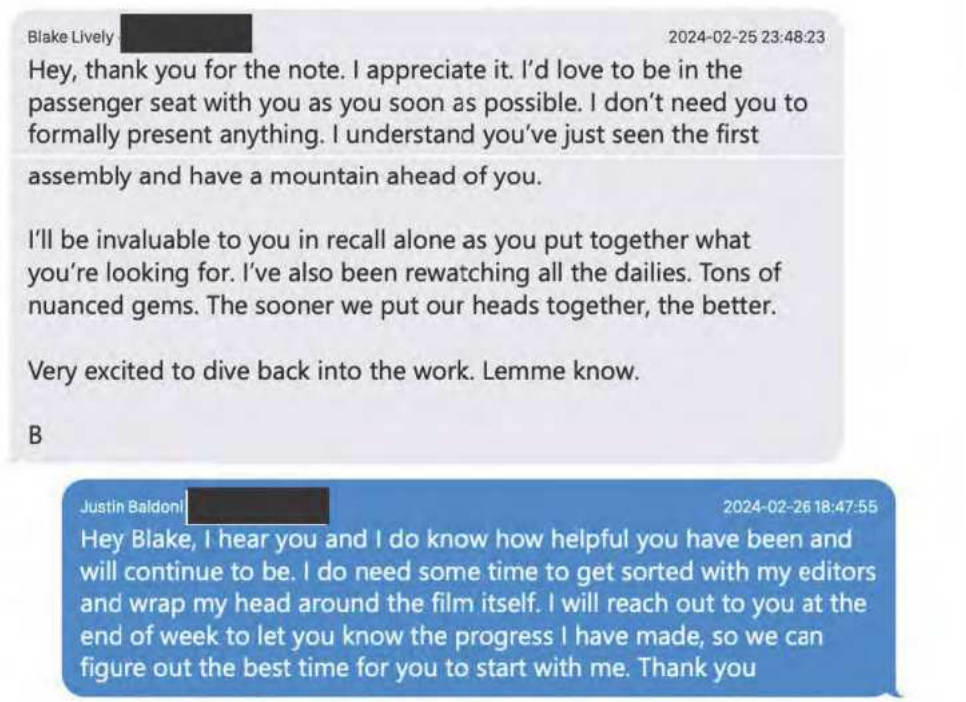 Blake Lively
2024-02-25 23:48:23
Hey, thank you for the note. I appreciate it. I'd love to be in the
passenger seat with you as you soon as possible. I don't need you to
formally present anything. I understand you've just seen the first
assembly and have a mountain ahead of you.
I'll be invaluable to you in recall alone as you put together what
you're looking for. I've also been rewatching all the dailies. Tons of
nuanced gems. The sooner we put our heads together, the better.
Very excited to dive back into the work. Lemme know.
B
Justin Baldoni
2024-02-26 18:47:55
Hey Blake, I hear you and I do know how helpful you have been and
will continue to be. I do need some time to get sorted with my editors
and wrap my head around the film itself. I will reach out to you at the
end of week to let you know the progress I have made, so we can
figure out the best time for you to start with me. Thank you